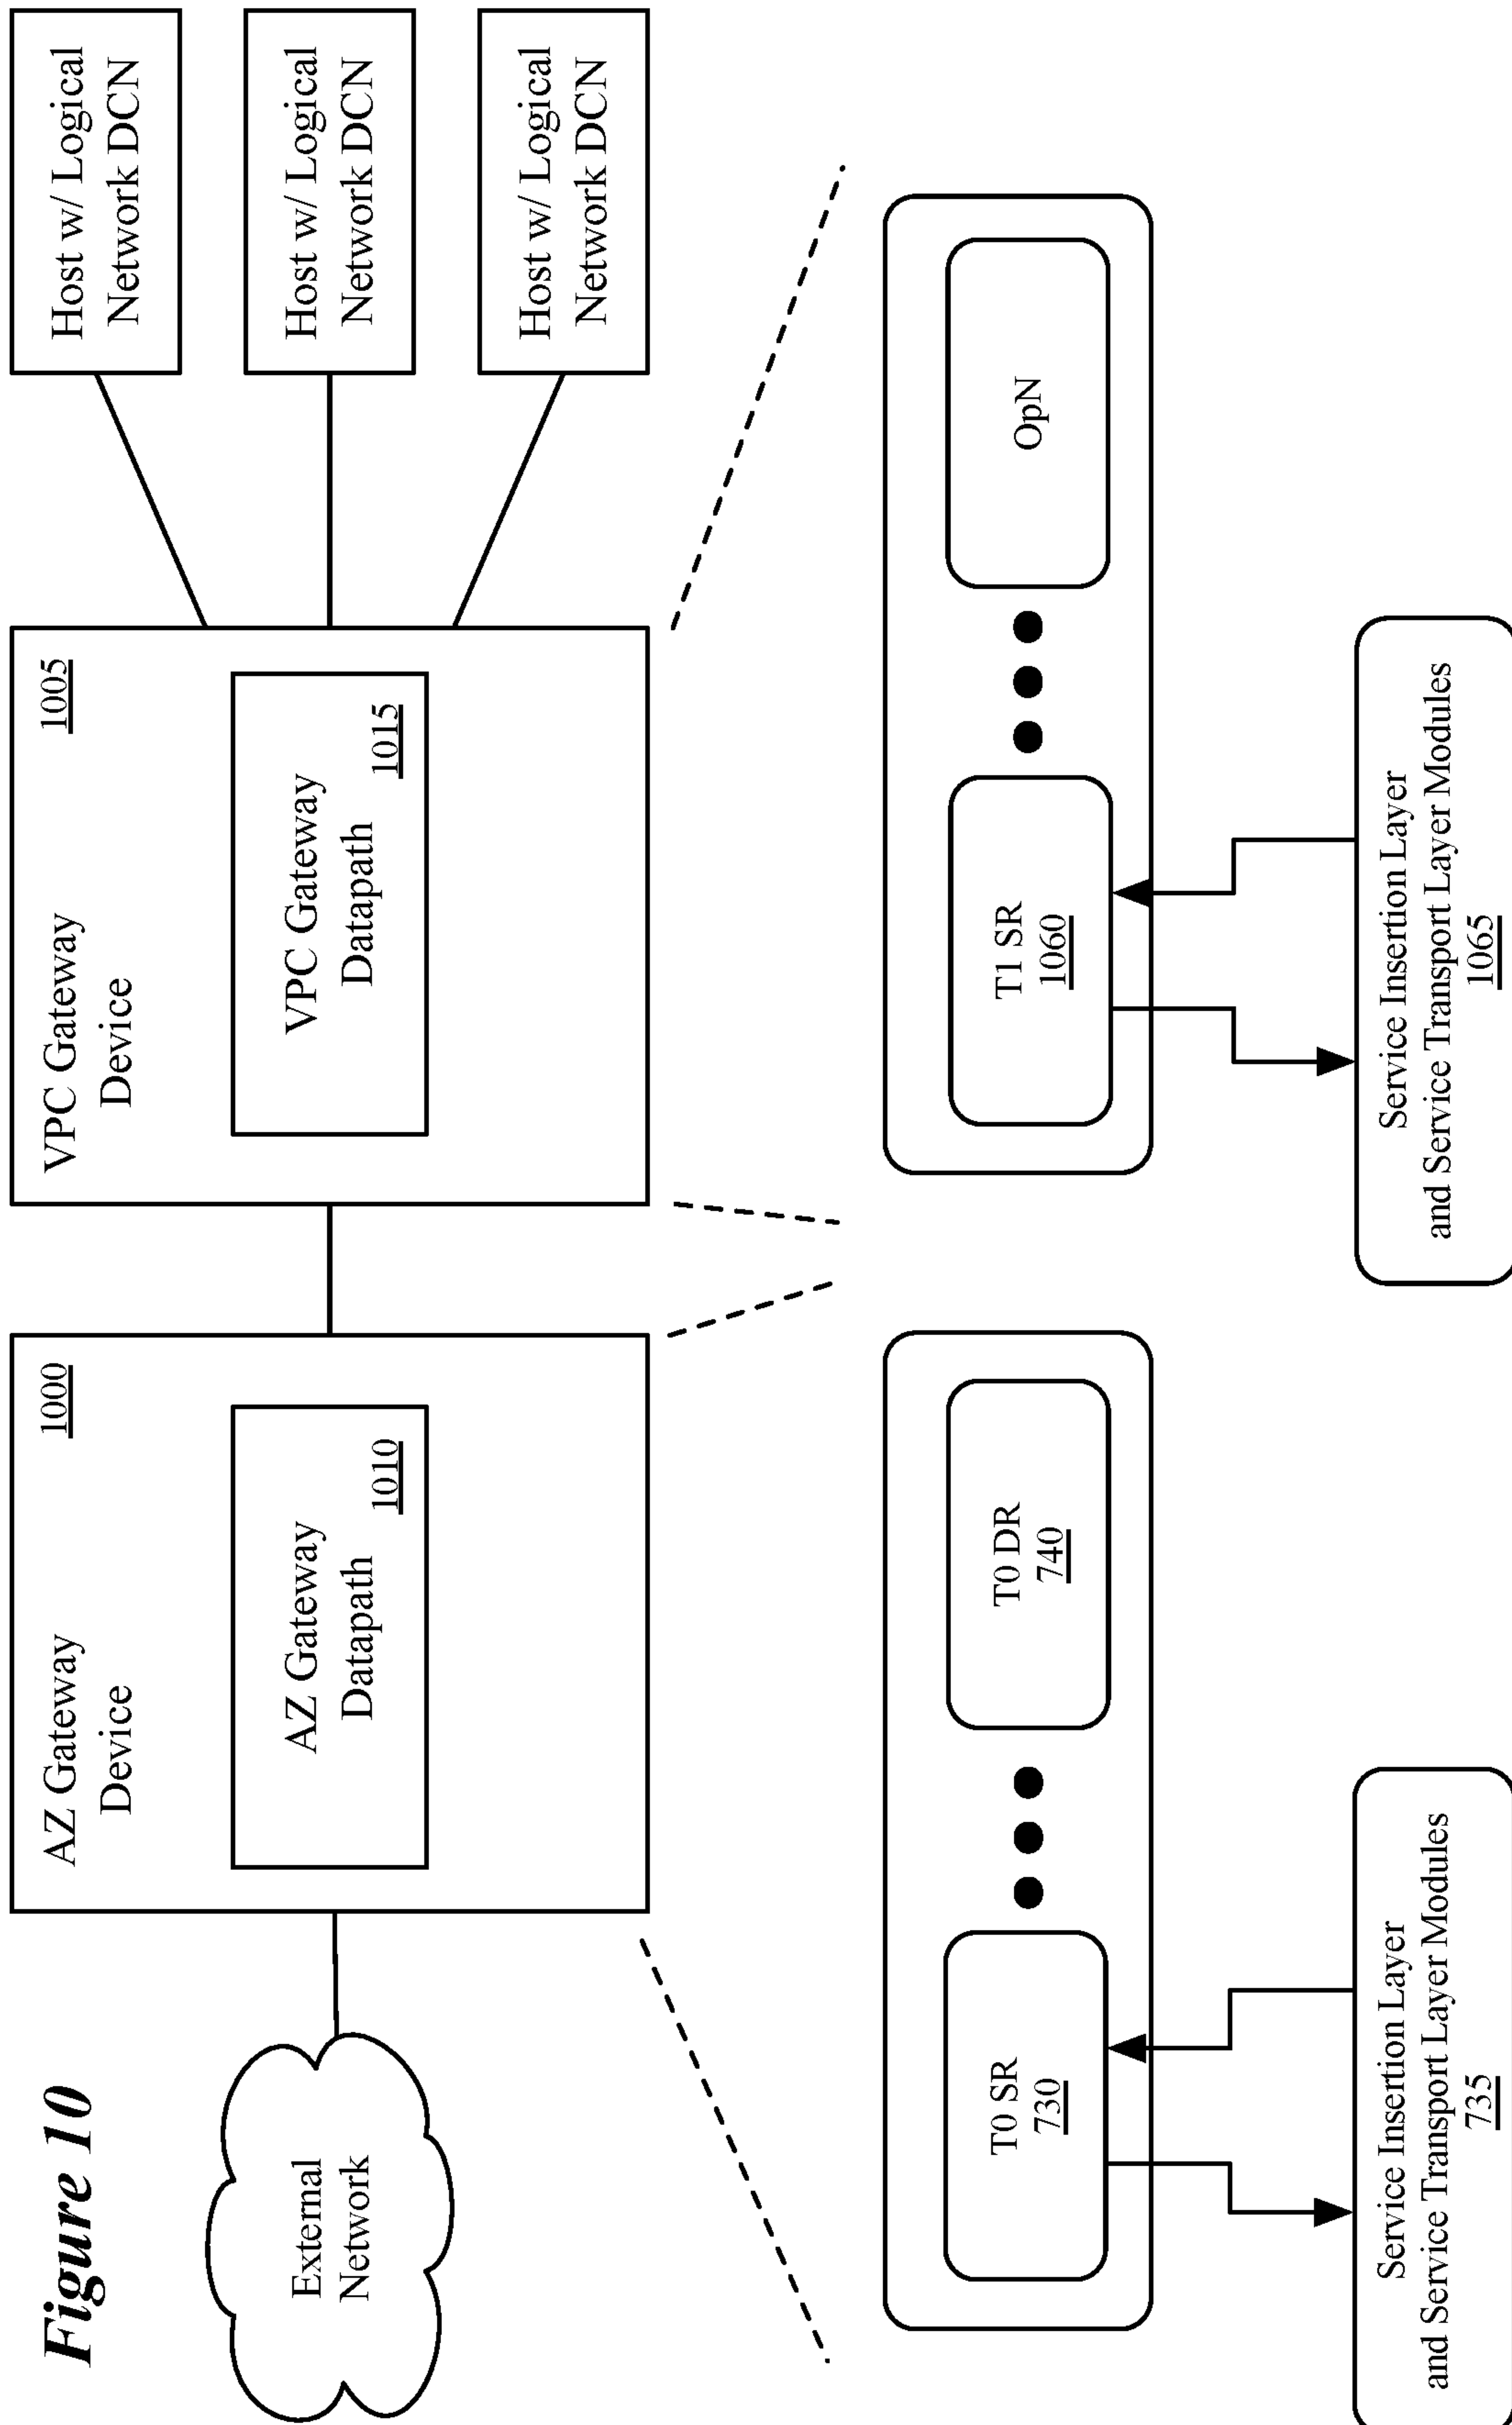 Figure 10
External
Network
AZ Gateway
Device
1000
AZ Gateway
Datapath
1010
VPC Gateway
Device
1005
VPC Gateway
Datapath
1015
Host w/ Logical
Network DCN
Host w/ Logical
Network DCN
Host w/ Logical
Network DCN
T0 SR
730
T0 DR
740
Service Insertion Layer
and Service Transport Layer Modules
735
T1 SR
1060
OpN
Service Insertion Layer
and Service Transport Layer Modules
1065